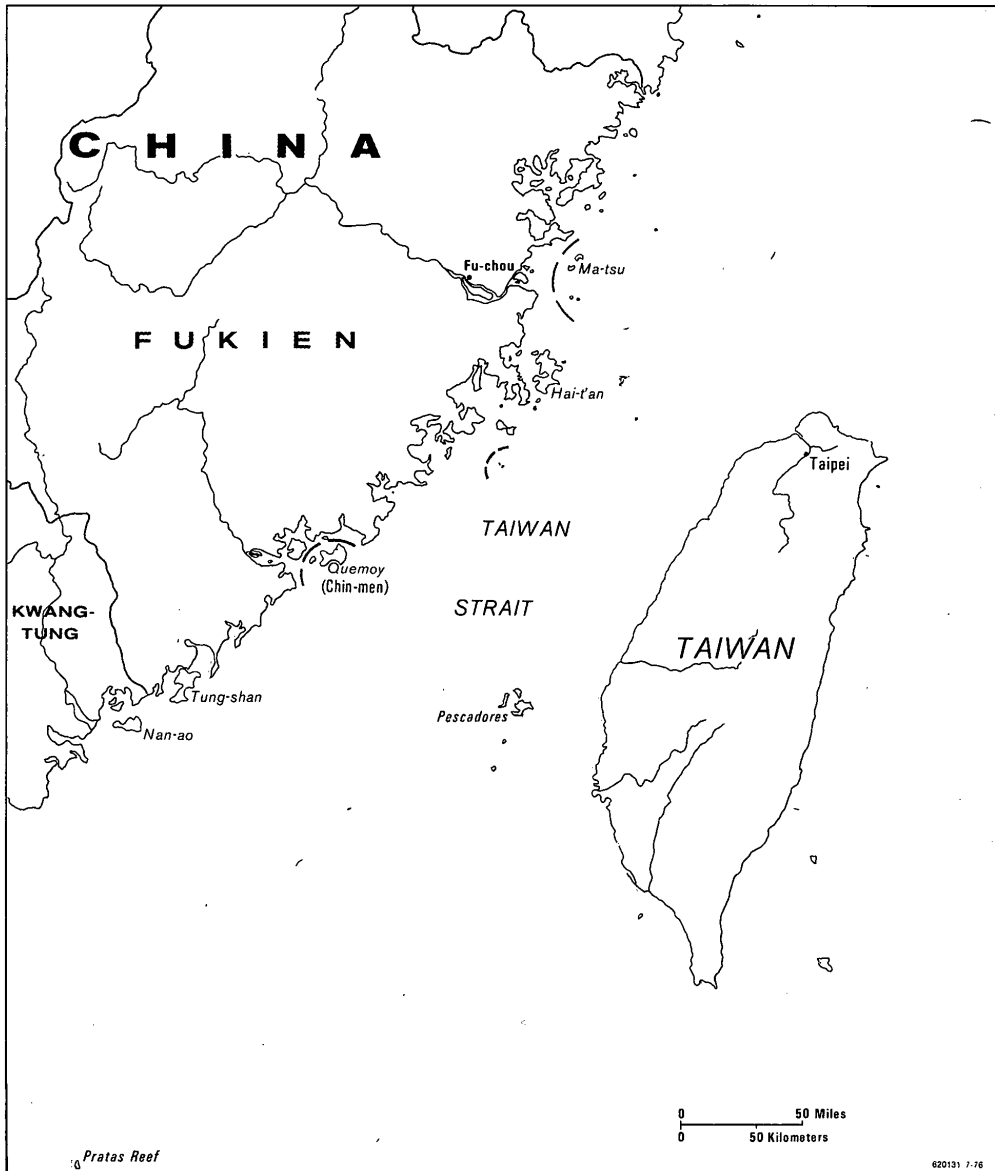 CHINA
Fu-chou
Ma-tsu
FUKIEN
Hai-t'an
Taipei
TAIWAN
STRAIT
Quemoy
(Chin-men)
KWANG-
TUNG
TAIWAN
Tung-shan
Pescadores
Nan-ao
0 50 Miles
0 50 Kilometers
Pratas Reef
620131 7-76